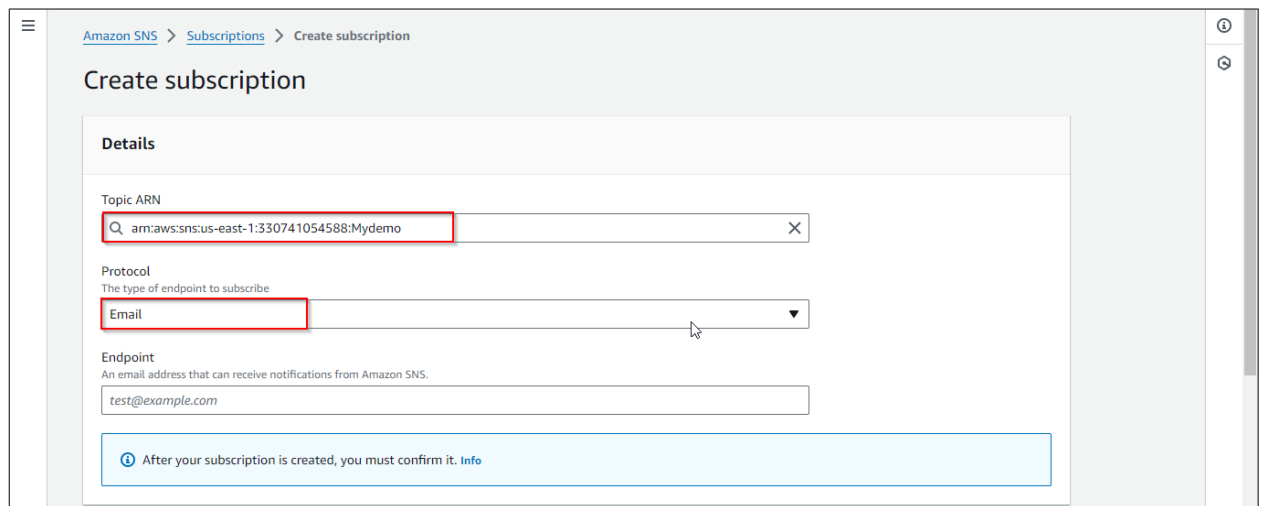 Amazon SNS > Subscriptions > Create subscription
Create subscription
Details
Topic ARN
arn:aws:sns:us-east-1:330741054588:Mydemo
Protocol
The type of endpoint to subscribe
Email
Endpoint
An email address that can receive notifications from Amazon SNS.
test@example.com
After your subscription is created, you must confirm it. Info